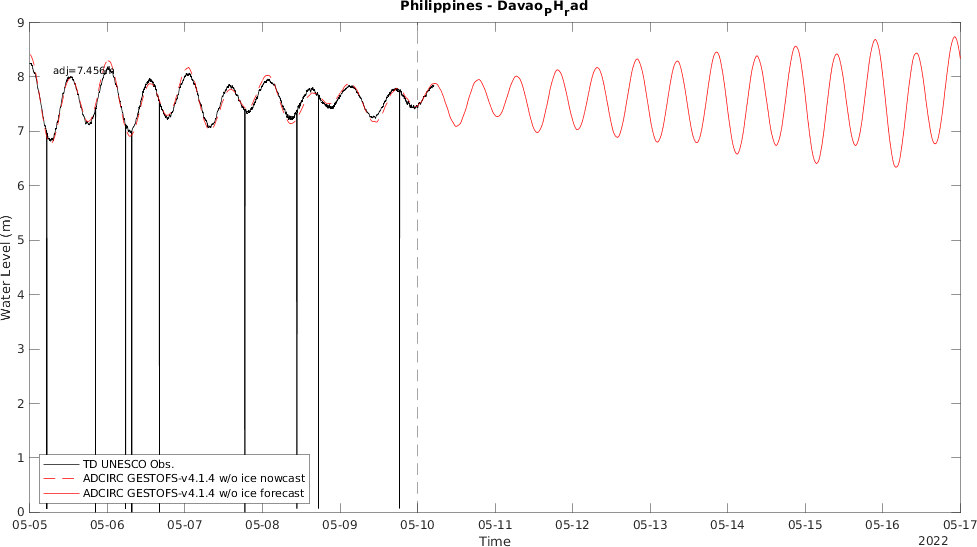 Philippines - Davao_PH_rad
9
8
7
6
5
4
3
2
1
0
Water Level (m)
adj=7.456
TD UNESCO Obs.
ADCIRC GESTOFS-v4.1.4 w/o ice nowcast
ADCIRC GESTOFS-v4.1.4 w/o ice forecast
05-05 05-06 05-07 05-08 05-09 05-10 05-11 05-12 05-13 05-14 05-15 05-16 05-17
Time
2022